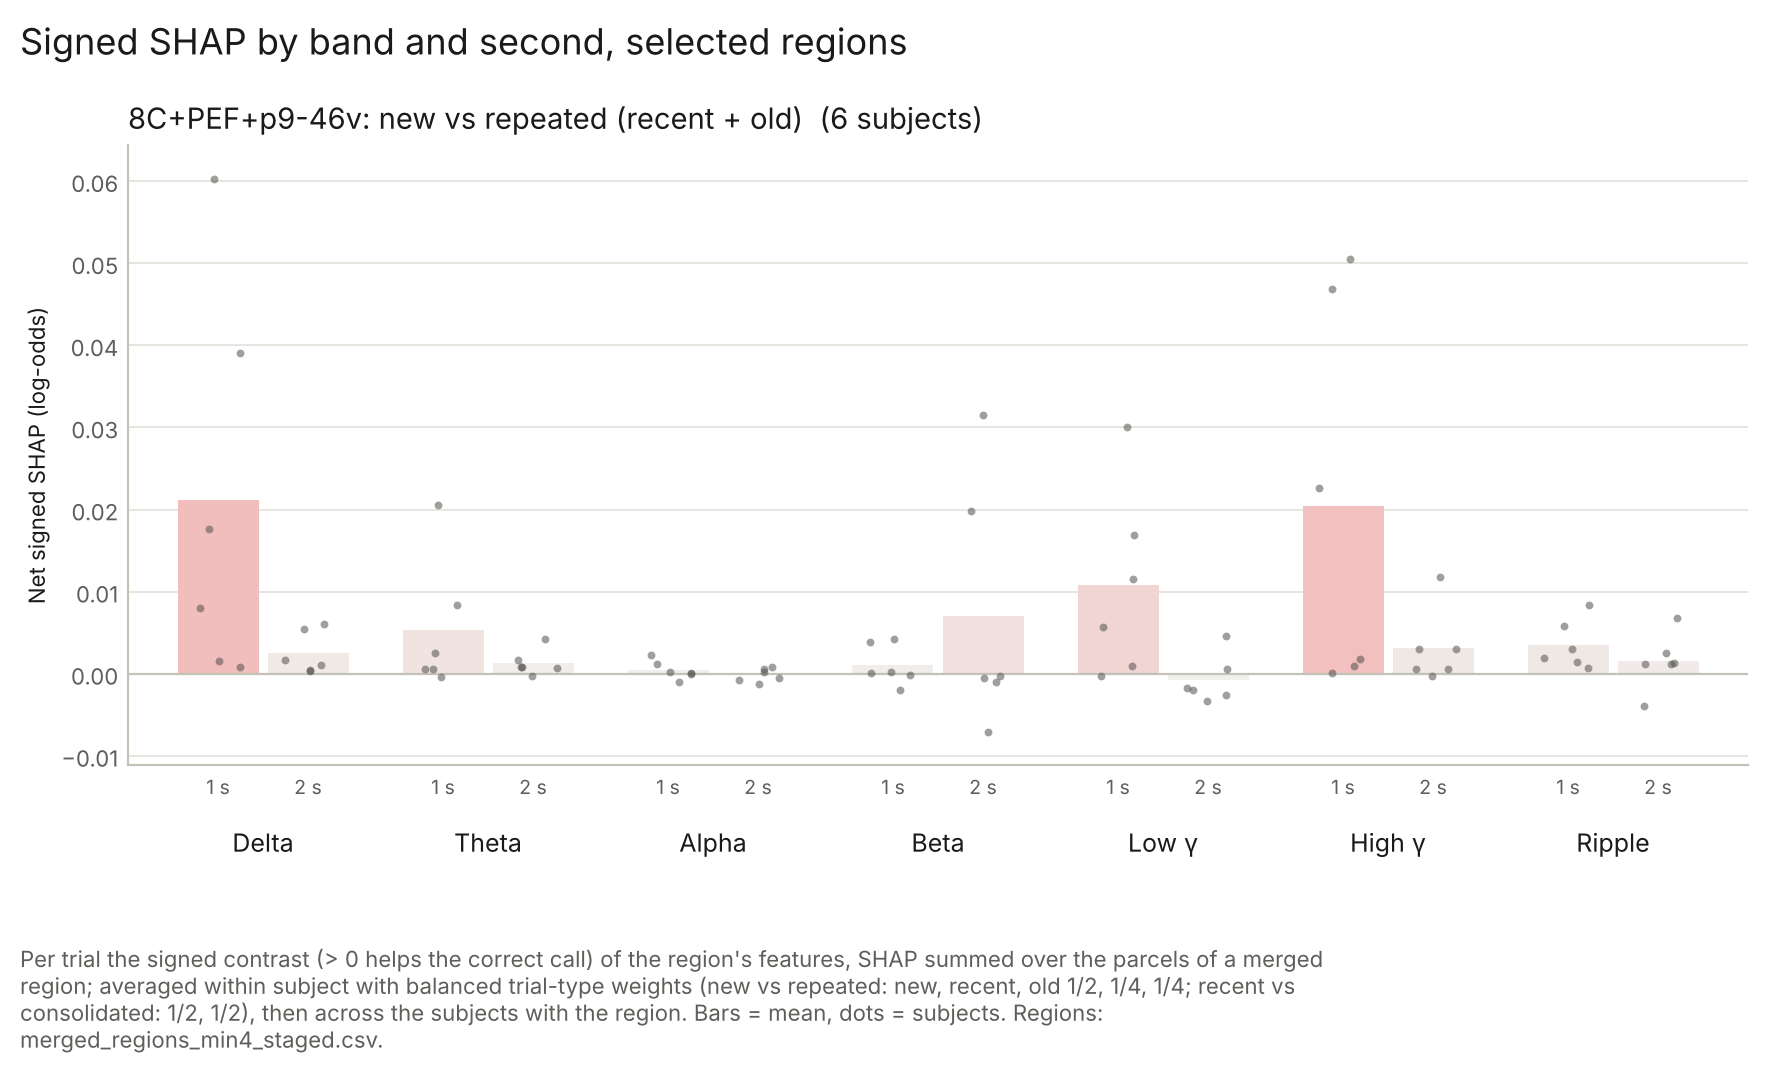 Signed SHAP by band and second, selected regions
8C+PEF+p9-46v: new vs repeated (recent + old)  (6 subjects)
Net signed SHAP (log-odds)
0.06
0.05
0.04
0.03
0.02
0.01
0.00
−0.01
1 s 2 s 1 s 2 s 1 s 2 s 1 s 2 s 1 s 2 s 1 s 2 s 1 s 2 s
Delta Theta Alpha Beta Low γ High γ Ripple
Per trial the signed contrast (> 0 helps the correct call) of the region's features, SHAP summed over the parcels of a merged
region; averaged within subject with balanced trial-type weights (new vs repeated: new, recent, old 1/2, 1/4, 1/4; recent vs
consolidated: 1/2, 1/2), then across the subjects with the region. Bars = mean, dots = subjects. Regions:
merged_regions_min4_staged.csv.